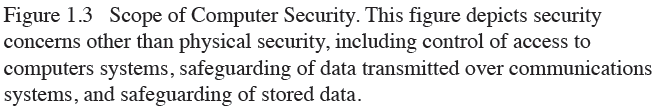 Figure 1.3 Scope of Computer Security. This figure depicts security
concerns other than physical security, including control of access to
computers systems, safeguarding of data transmitted over communications
systems, and safeguarding of stored data.